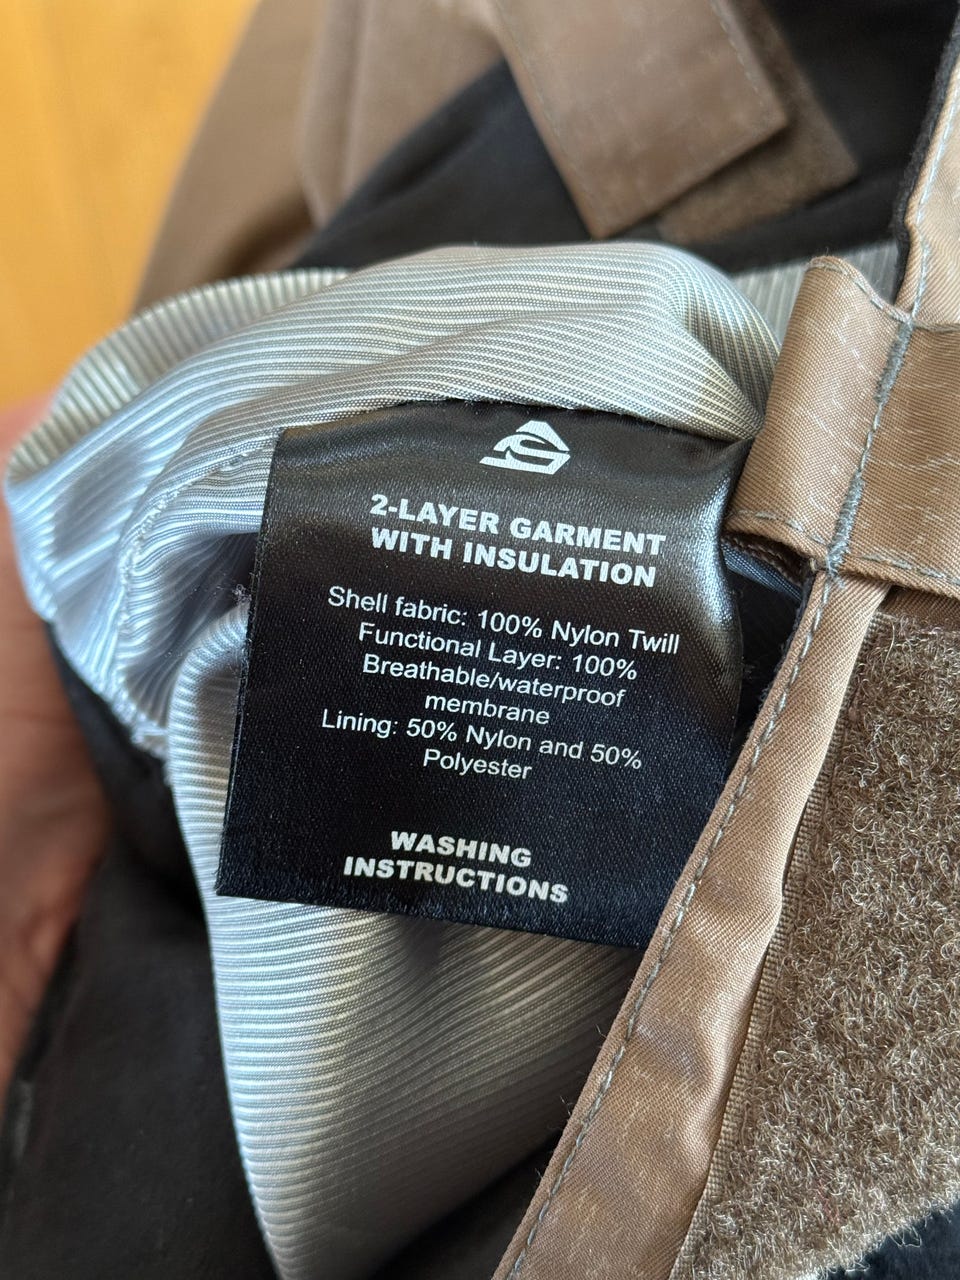 2-LAYER GARMENT
WITH INSULATION
Shell fabric: 100% Nylon Twill
Functional Layer: 100%
Breathable/waterproof
membrane
Lining: 50% Nylon and 50%
Polyester
WASHING
INSTRUCTIONS